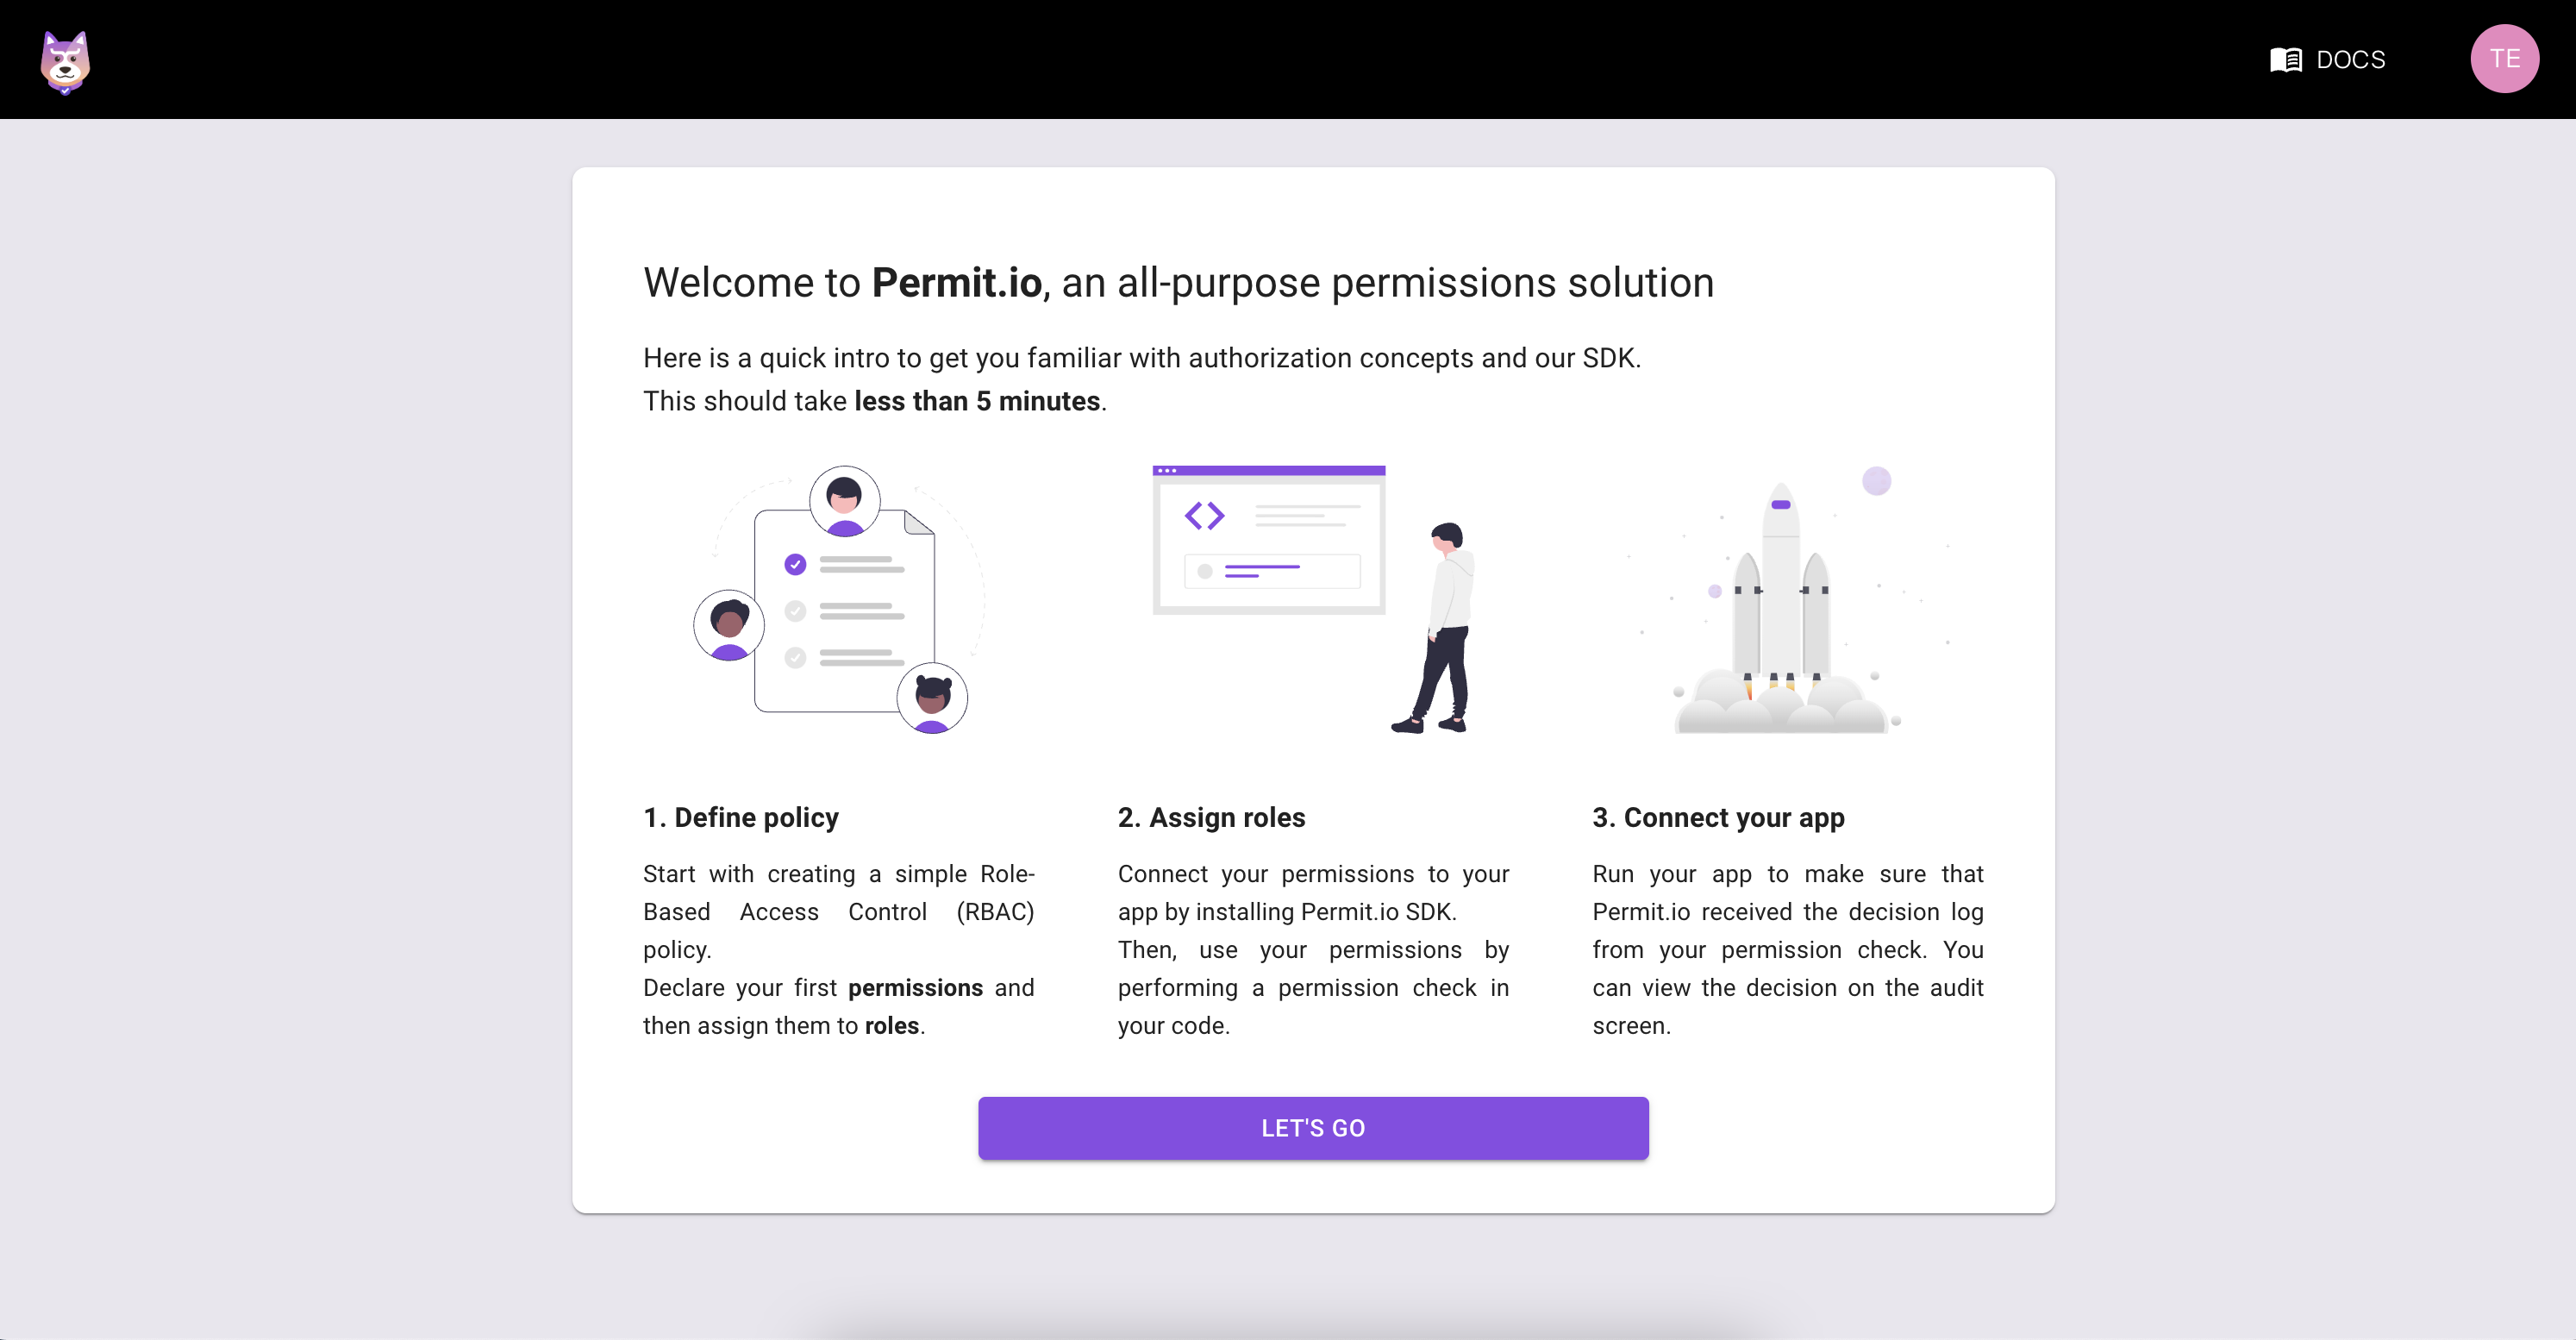 DOCS
TE
Welcome to Permit.io, an all-purpose permissions solution
Here is a quick intro to get you familiar with authorization concepts and our SDK.
This should take less than 5 minutes.
1. Define policy
Start with creating a simple Role-
Based Access Control (RBAC)
policy.
Declare your first permissions and
then assign them to roles.
2. Assign roles
Connect your permissions to your
app by installing Permit.io SDK.
Then, use your permissions by
performing a permission check in
your code.
3. Connect your app
Run your app to make sure that
Permit.io received the decision log
from your permission check. You
can view the decision on the audit
screen.
LET'S GO